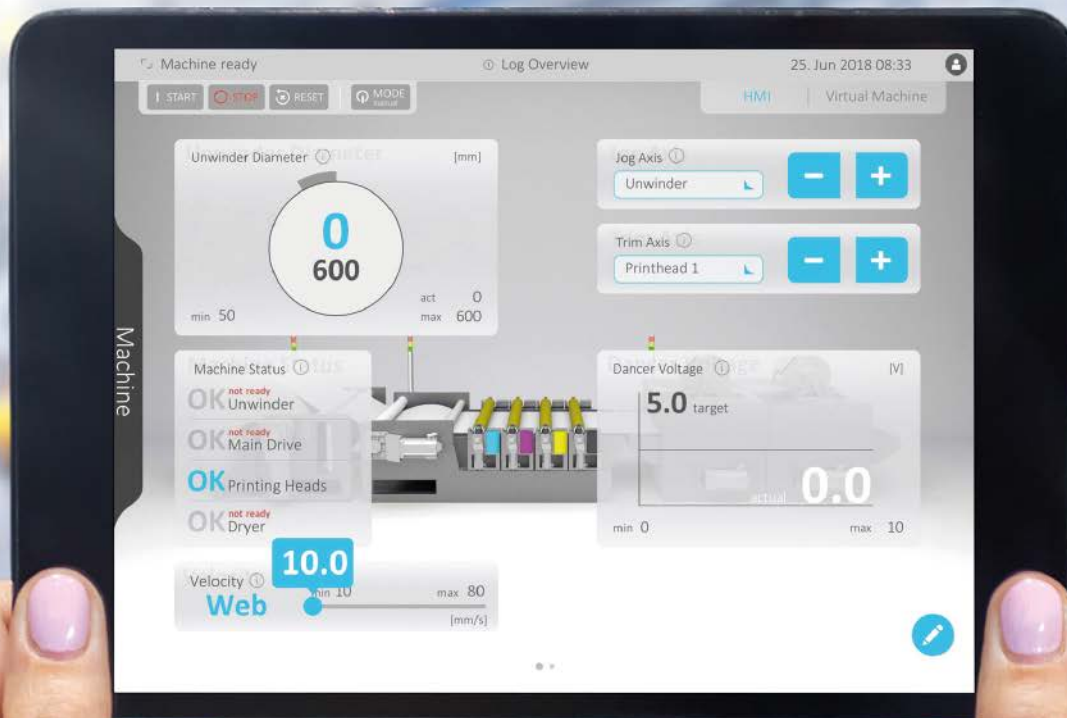 Machine ready
Log Overview
25. Jun 2018 08:33
START
STOP
RESET
MODE
manual
HMI
Virtual Machine
Unwinder Diameter
[mm]
0
600
min 50
act 0
max 600
Jog Axis
Unwinder
Trim Axis
Printhead 1
Machine
Machine Status
OK not ready
Unwinder
OK not ready
Main Drive
OK Printing Heads
OK not ready
Dryer
Dancer Voltage
[V]
5.0 target
actual 0.0
min 0
max 10
Velocity
Web
10.0
min 10
max 80
[mm/s]